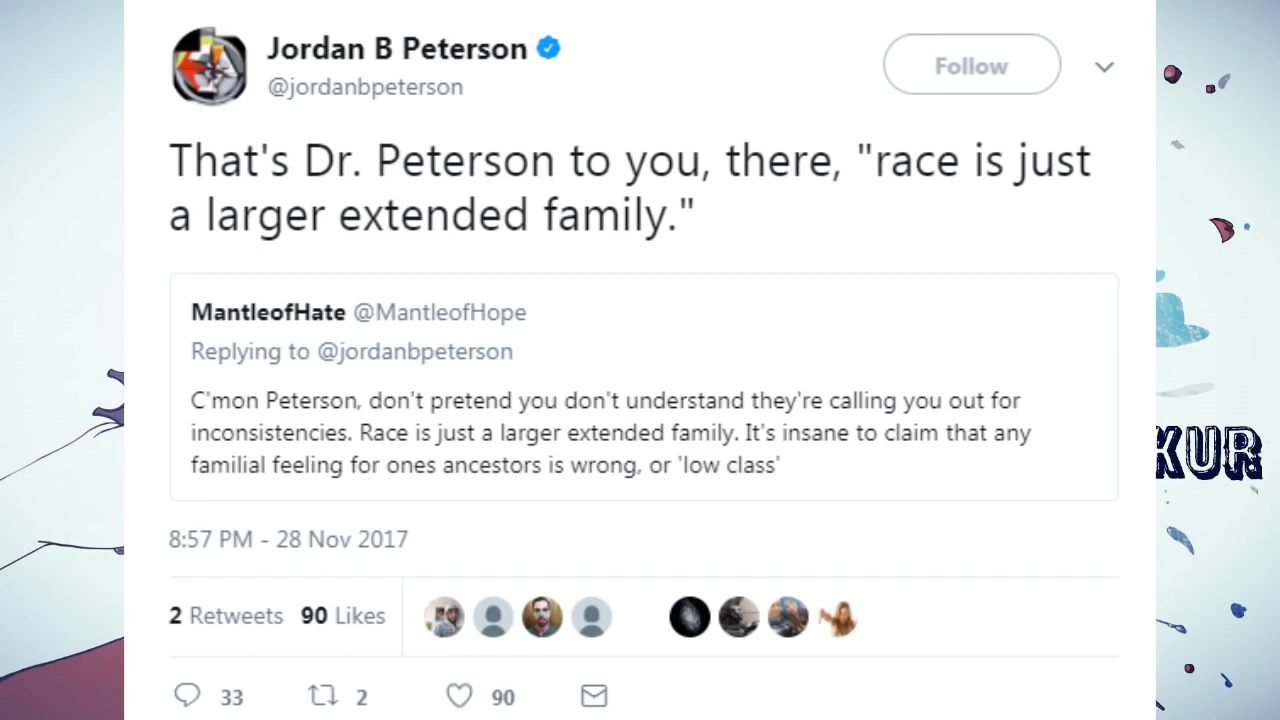 Jordan B Peterson
@jordanbpeterson
Follow
That's Dr. Peterson to you, there, "race is just
a larger extended family."
MantleofHate @MantleofHope
Replying to @jordanbpeterson
C'mon Peterson, don't pretend you don't understand they're calling you out for
inconsistencies. Race is just a larger extended family. It's insane to claim that any
familial feeling for ones ancestors is wrong, or 'low class'
KUR
8:57 PM - 28 Nov 2017
2 Retweets 90 Likes
33 2 90